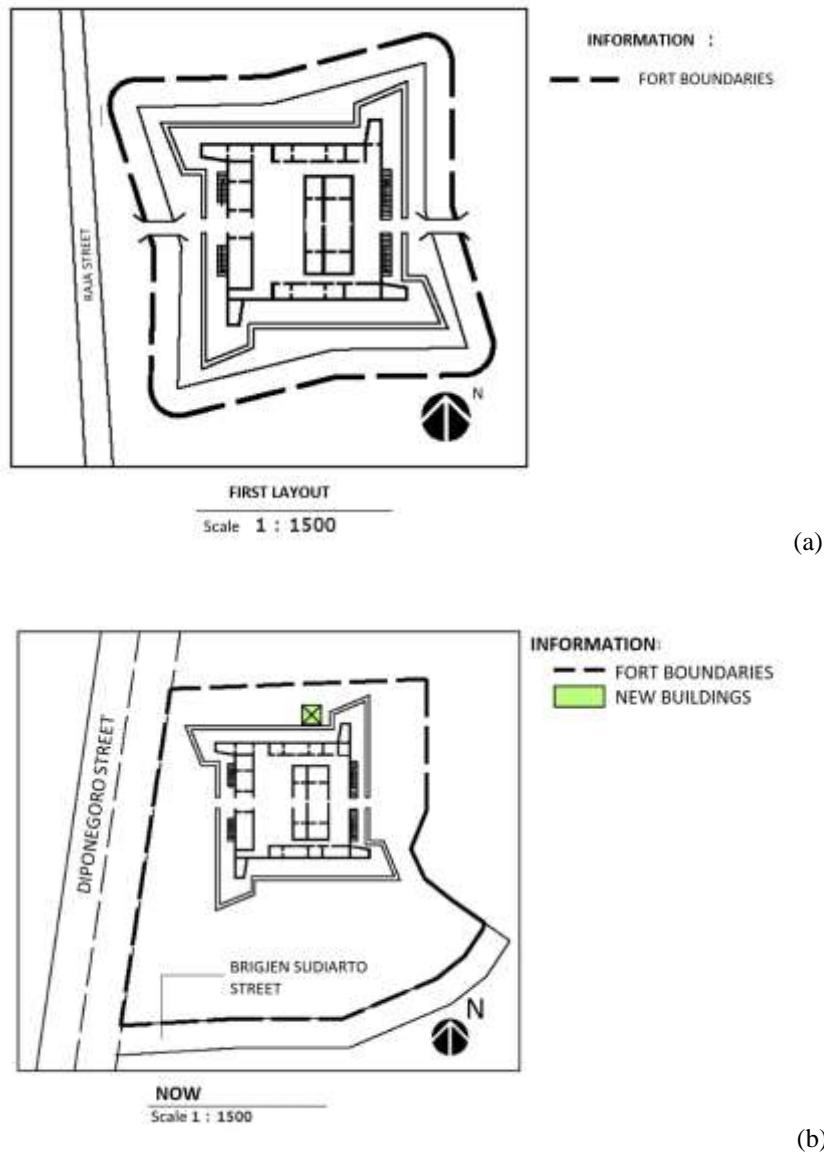 INFORMATION :
FORT BOUNDARIES
RAJA STREET
N
FIRST LAYOUT
Scale 1 : 1500
(a)
INFORMATION:
FORT BOUNDARIES
NEW BUILDINGS
DIPONEGORO STREET
BRIGJEN SUDIARTO
STREET
N
NOW
Scale 1 : 1500
(b)